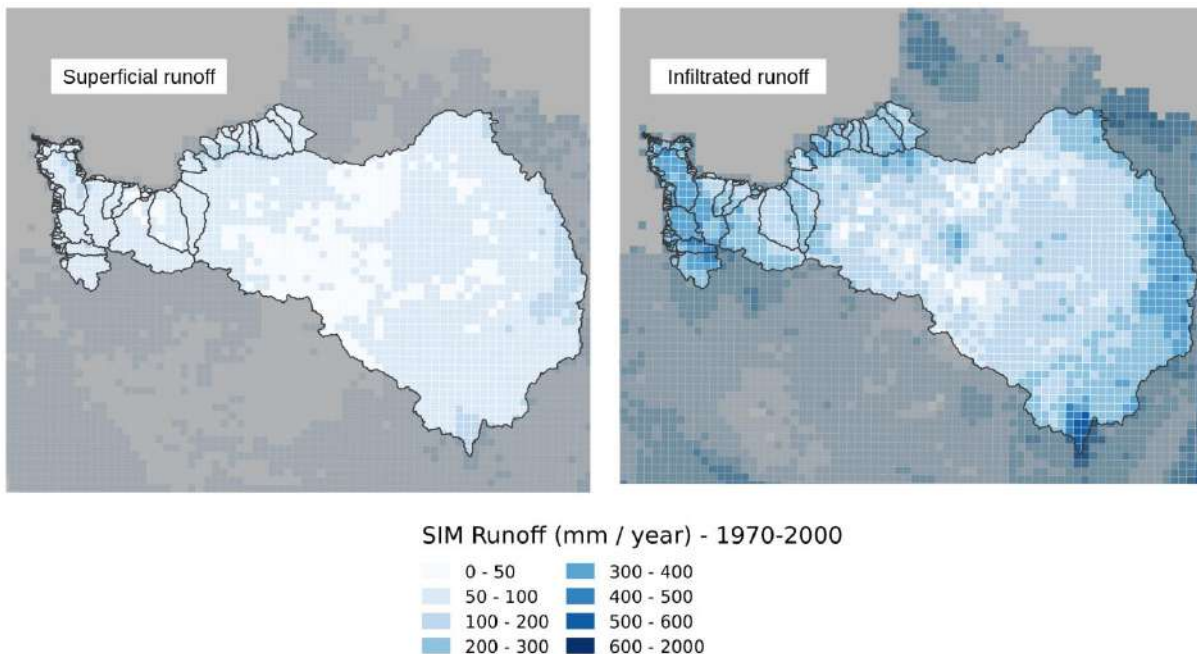 Superficial runoff
Infiltrated runoff
SIM Runoff (mm / year) - 1970-2000
0 - 50
50 - 100
100 - 200
200 - 300
300 - 400
400 - 500
500 - 600
600 - 2000